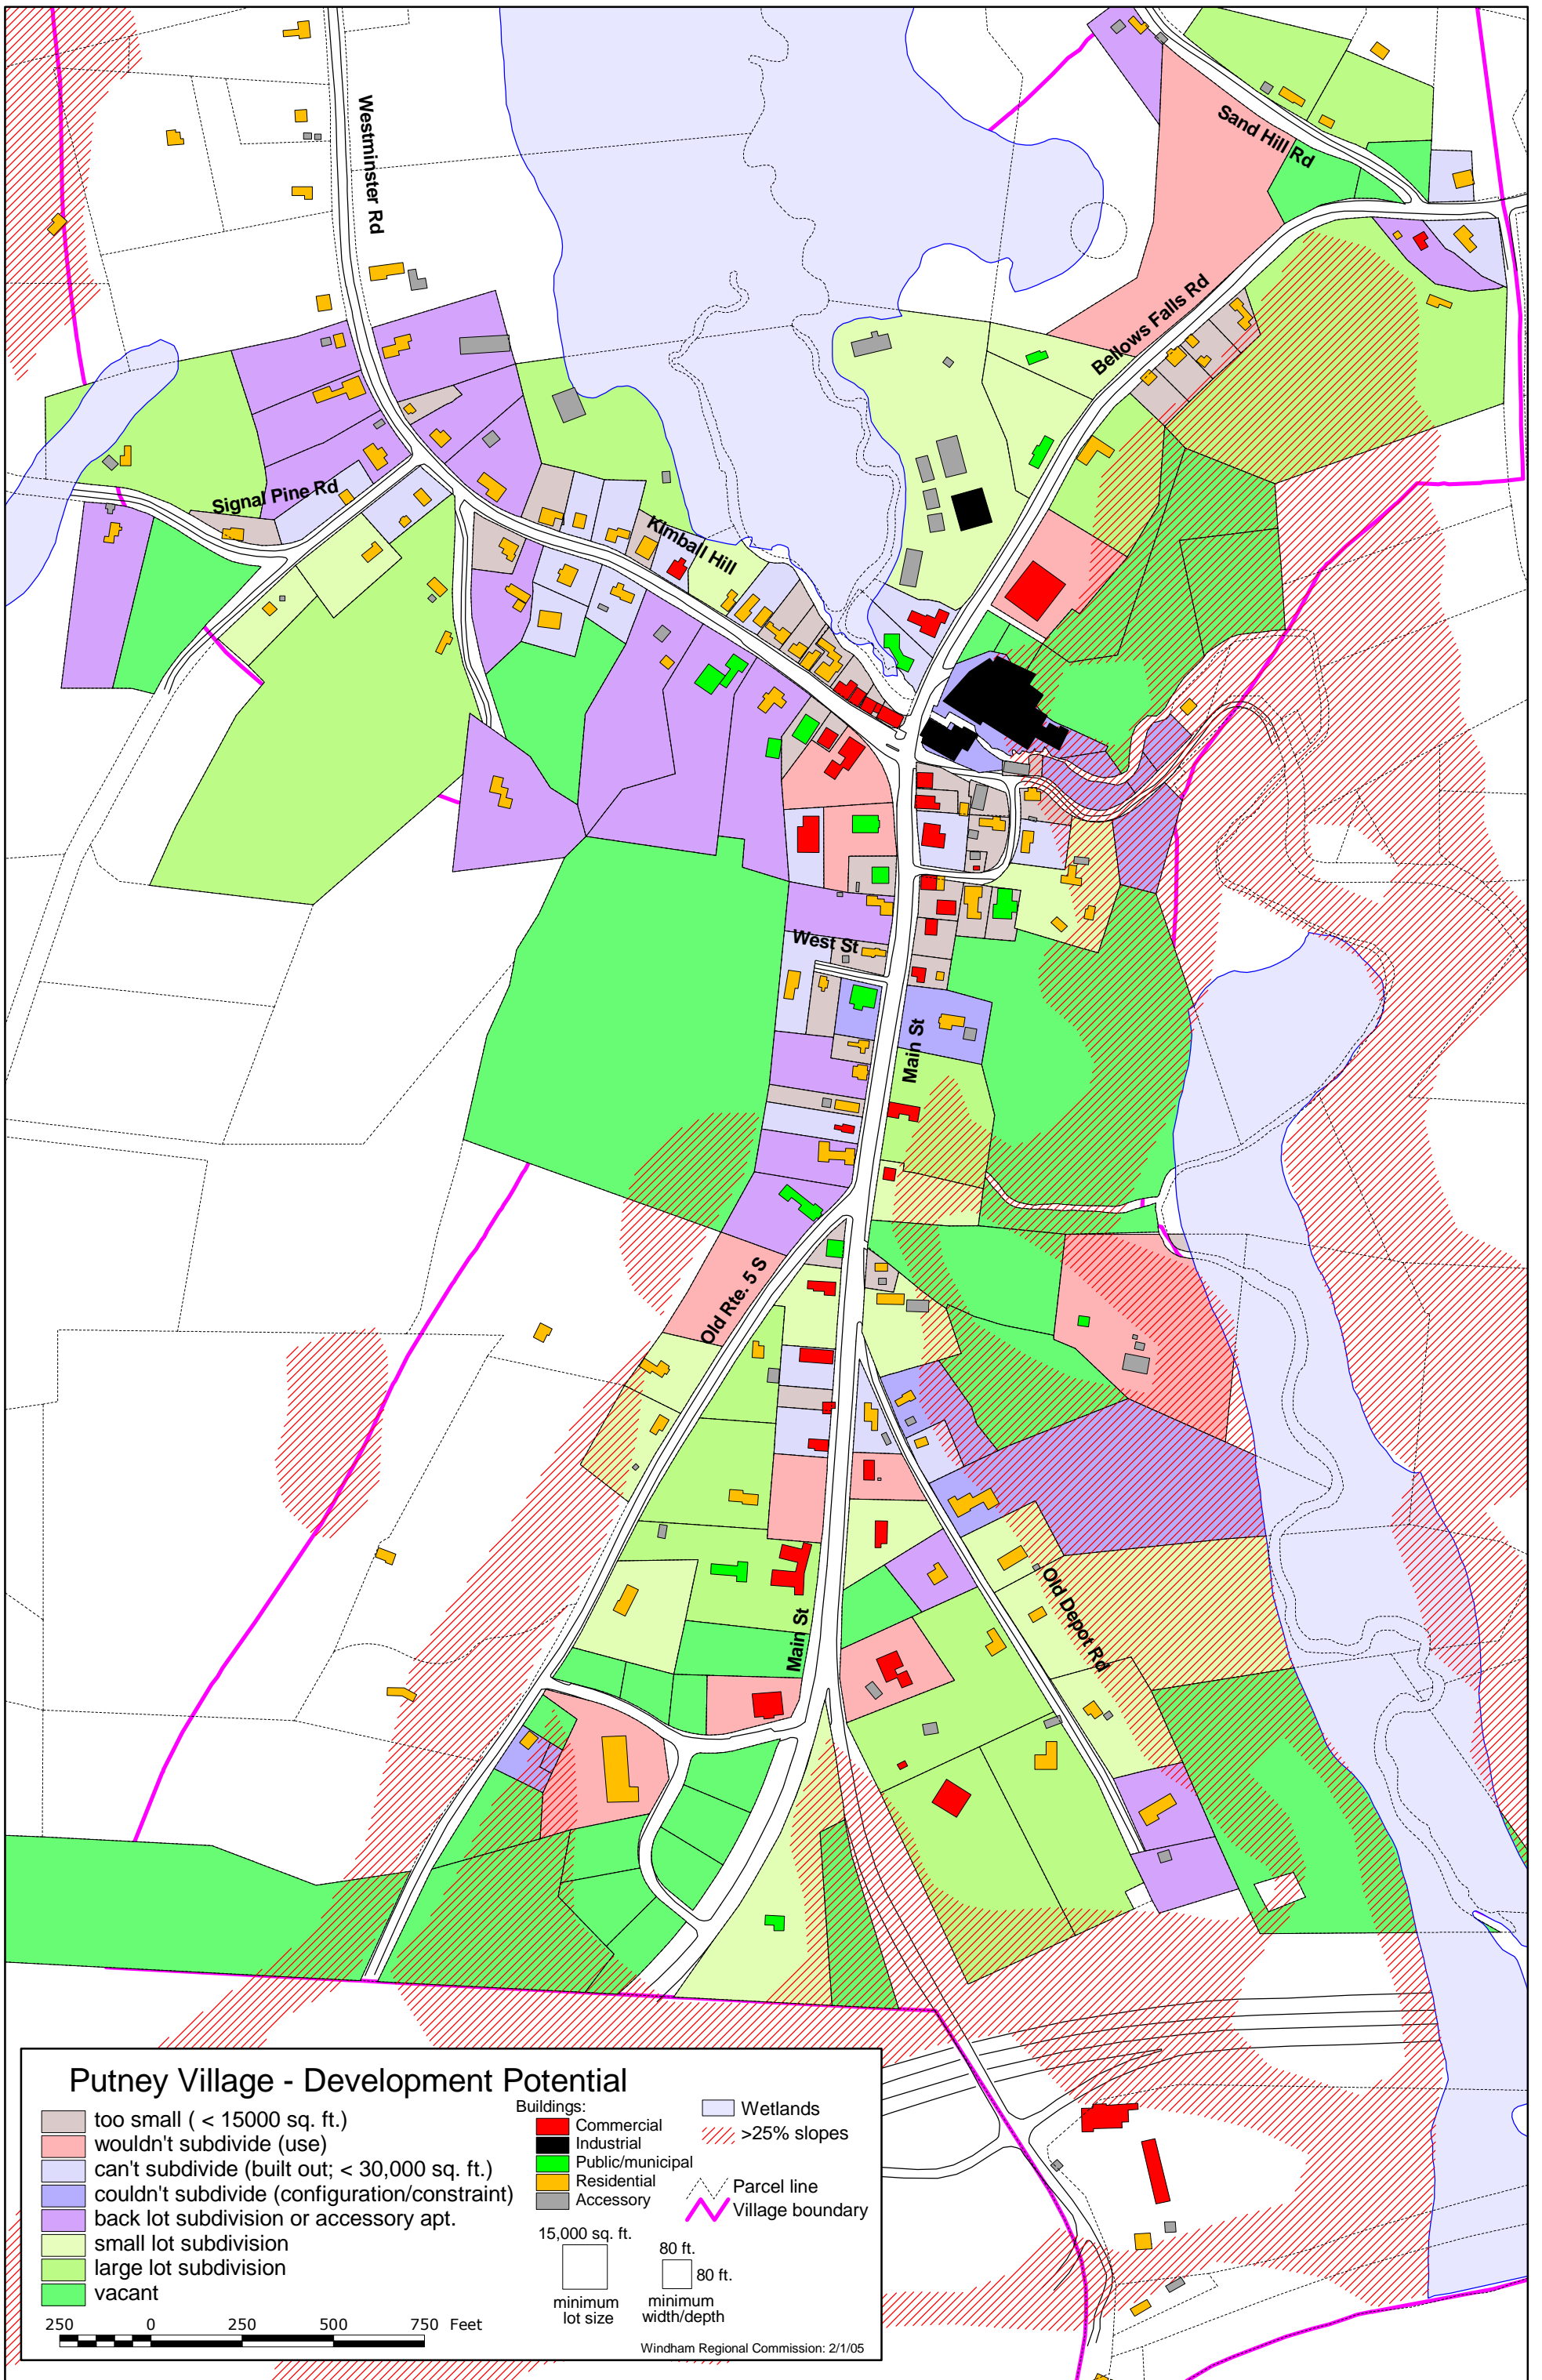 Westminster Rd
Sand Hill Rd
Bellows Falls Rd
Signal Pine Rd
Kimball Hill
West St
Main St
Old Rte. 5 S
Old Depot Rd
Main St
Putney Village - Development Potential
too small ( < 15000 sq. ft.)
wouldn't subdivide (use)
can't subdivide (built out; < 30,000 sq. ft.)
couldn't subdivide (configuration/constraint)
back lot subdivision or accessory apt.
small lot subdivision
large lot subdivision
vacant
250 0 250 500 750 Feet
Buildings:
Commercial
Industrial
Public/municipal
Residential
Accessory
Wetlands
>25% slopes
Parcel line
Village boundary
15,000 sq. ft.
minimum
lot size
80 ft.
80 ft.
minimum
width/depth
Windham Regional Commission: 2/1/05